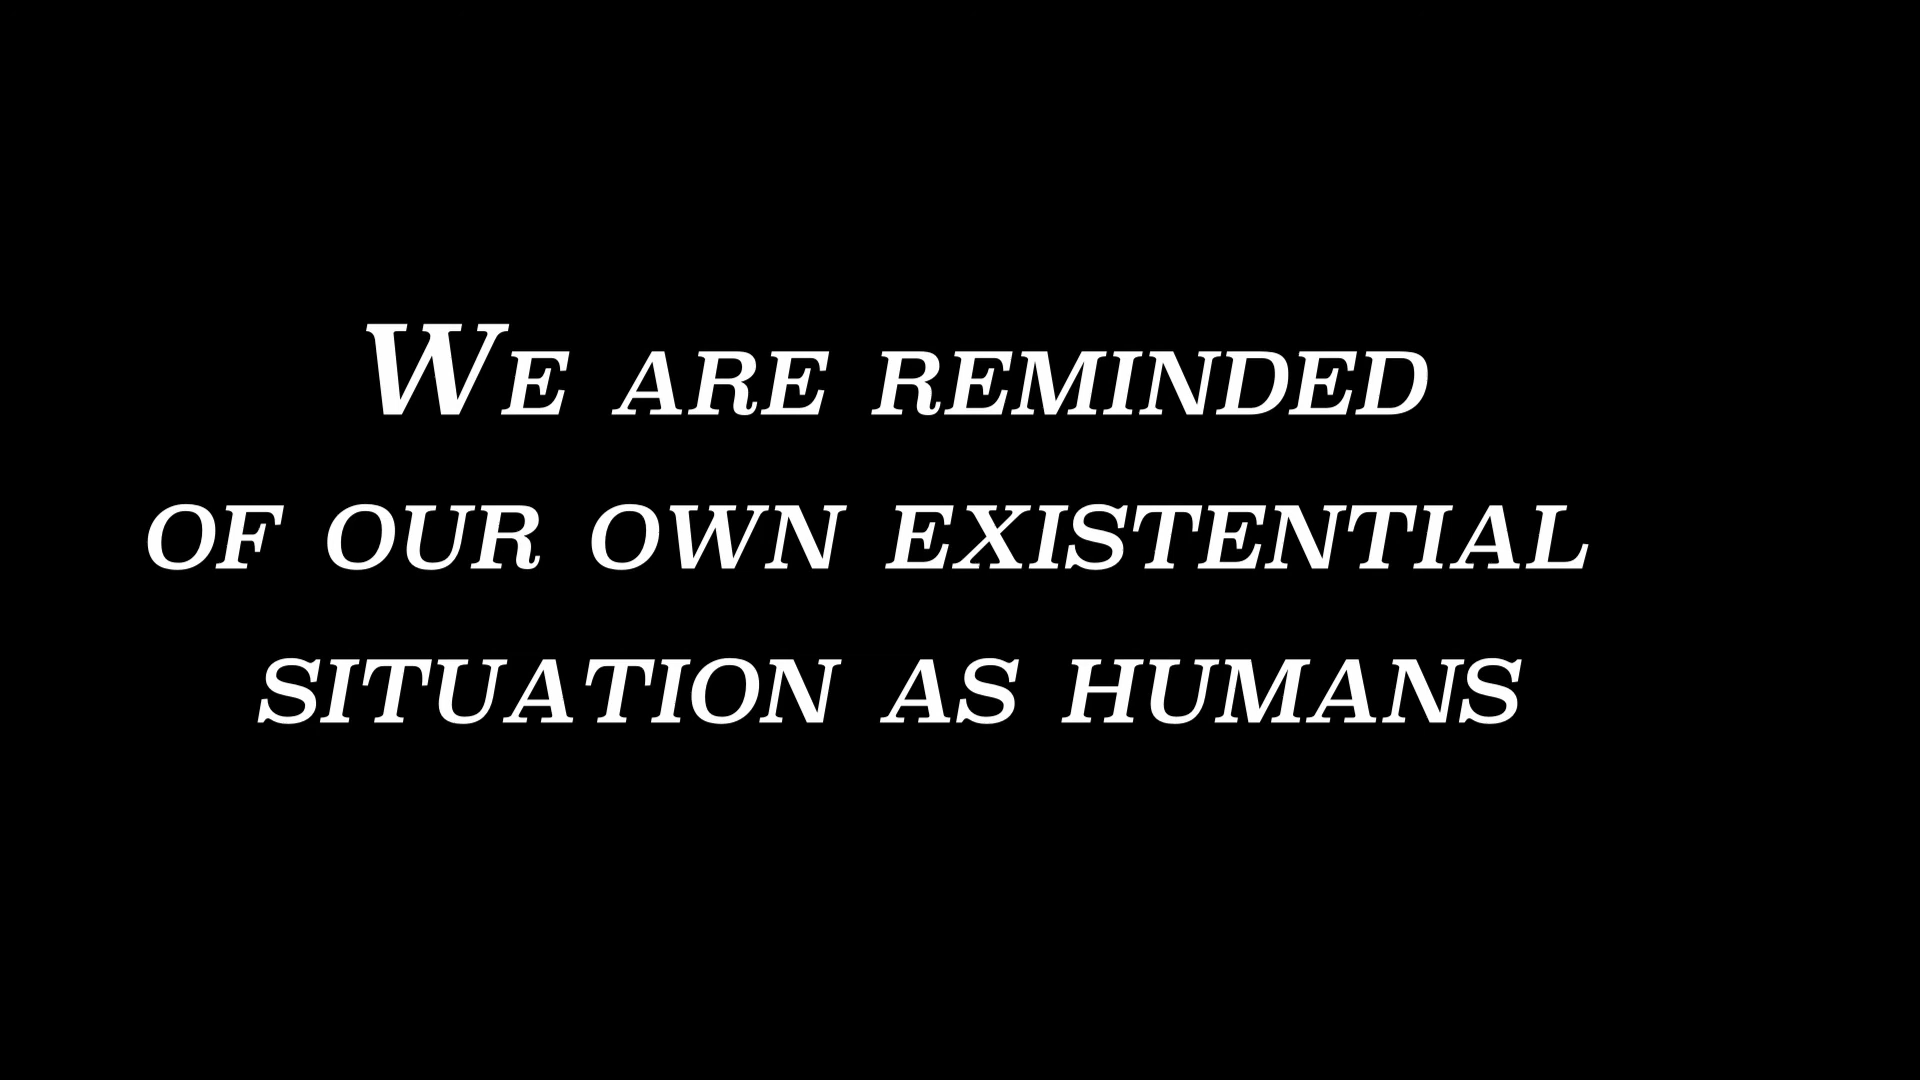 We are reminded
of our own existential
situation as humans